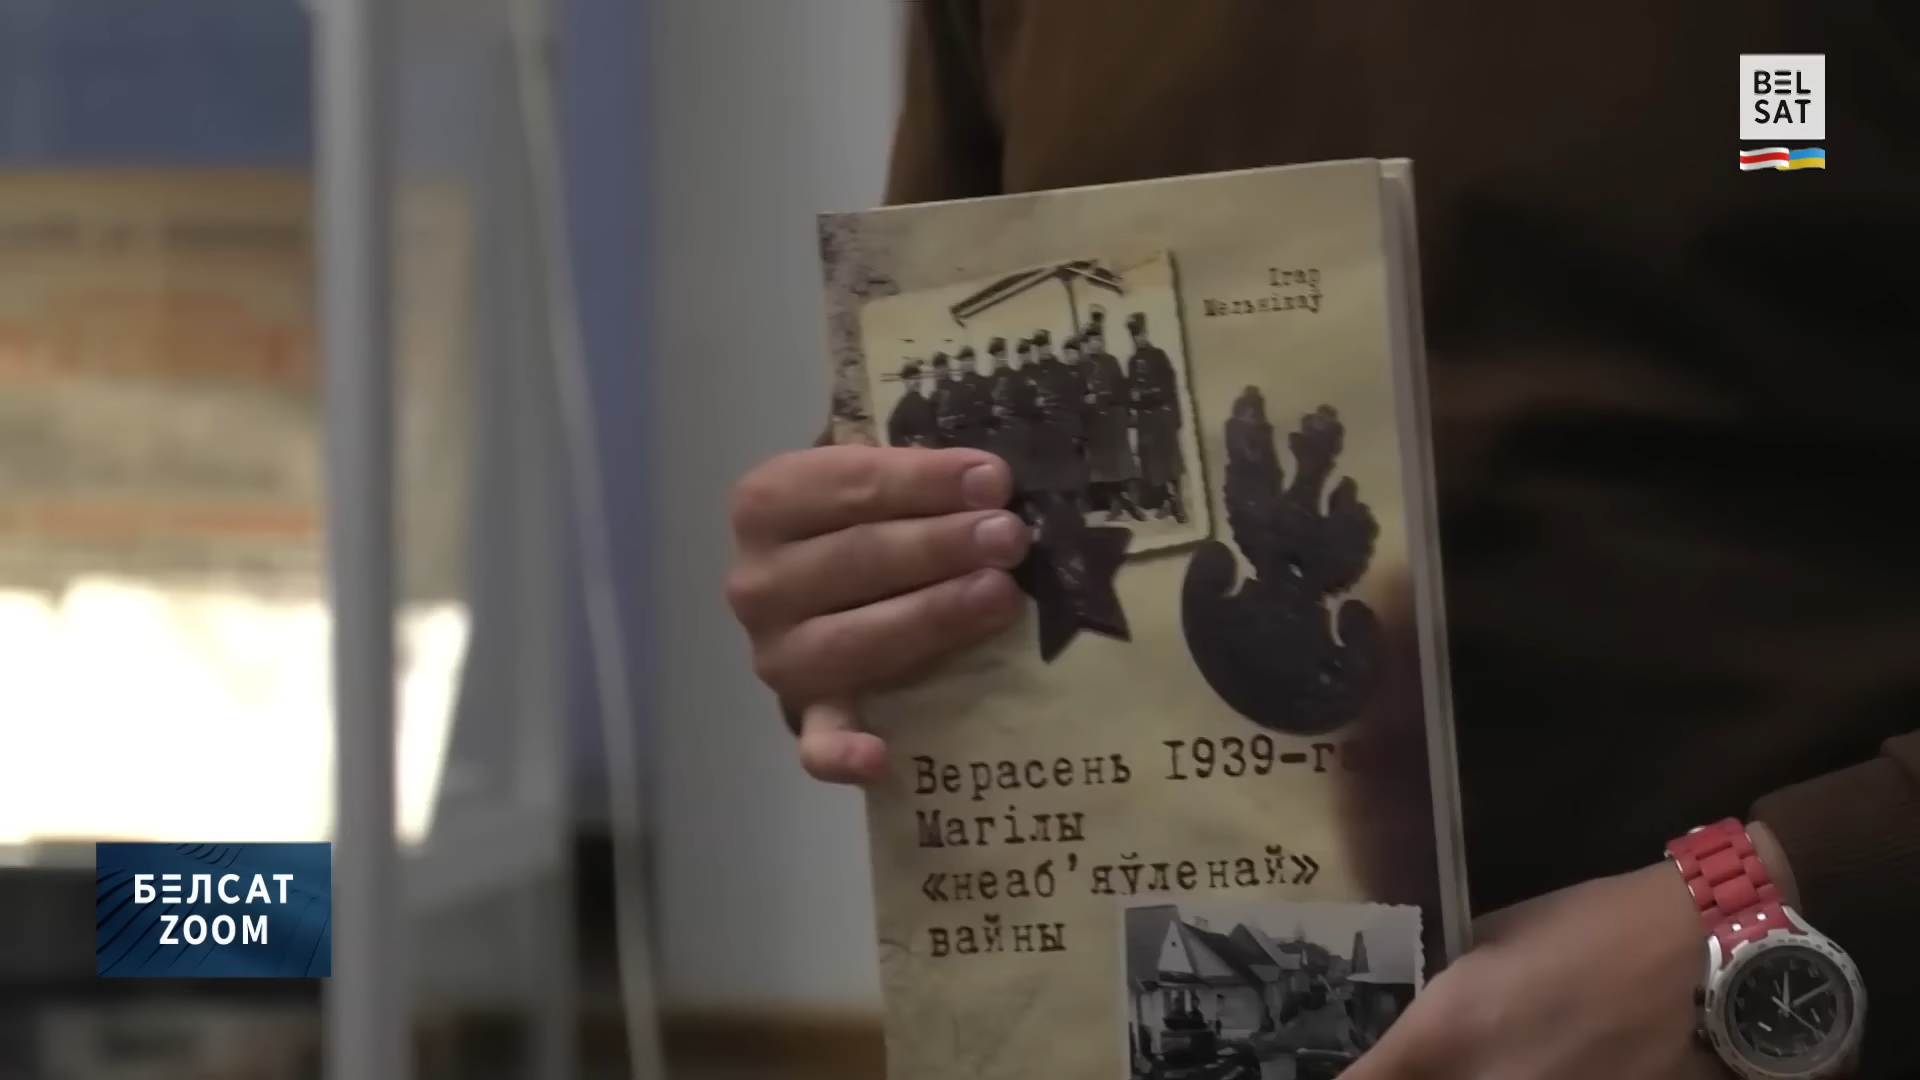 BEL
SAT
Ігар
Мельнікаў
Верасень 1939-га
Магілы
«неаб'яўленай»
вайны
БЕЛСАТ
ZOOM